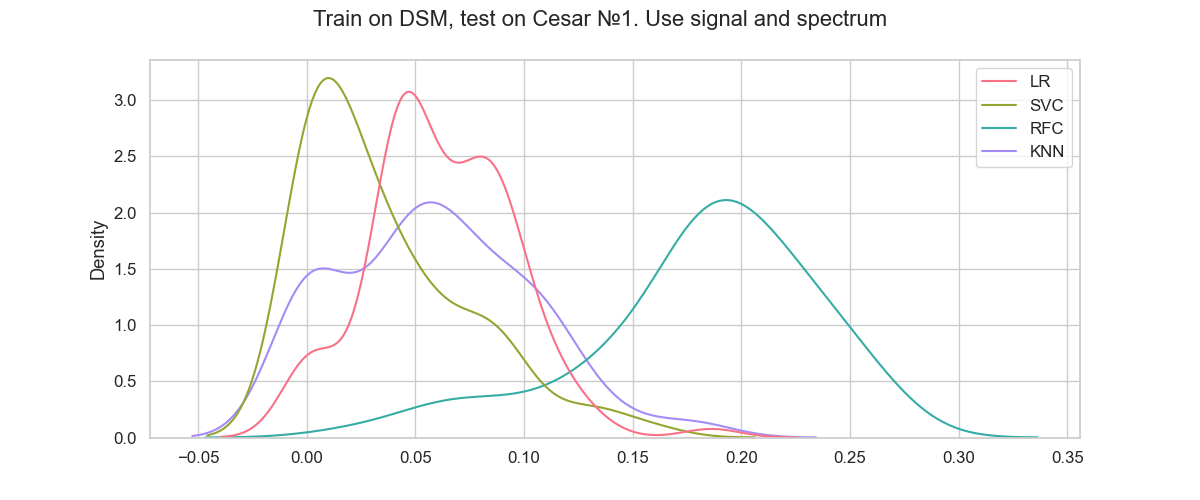 Train on DSM, test on Cesar №1. Use signal and spectrum
LR
SVC
RFC
KNN
Density
3.0
2.5
2.0
1.5
1.0
0.5
0.0
−0.05 0.00 0.05 0.10 0.15 0.20 0.25 0.30 0.35